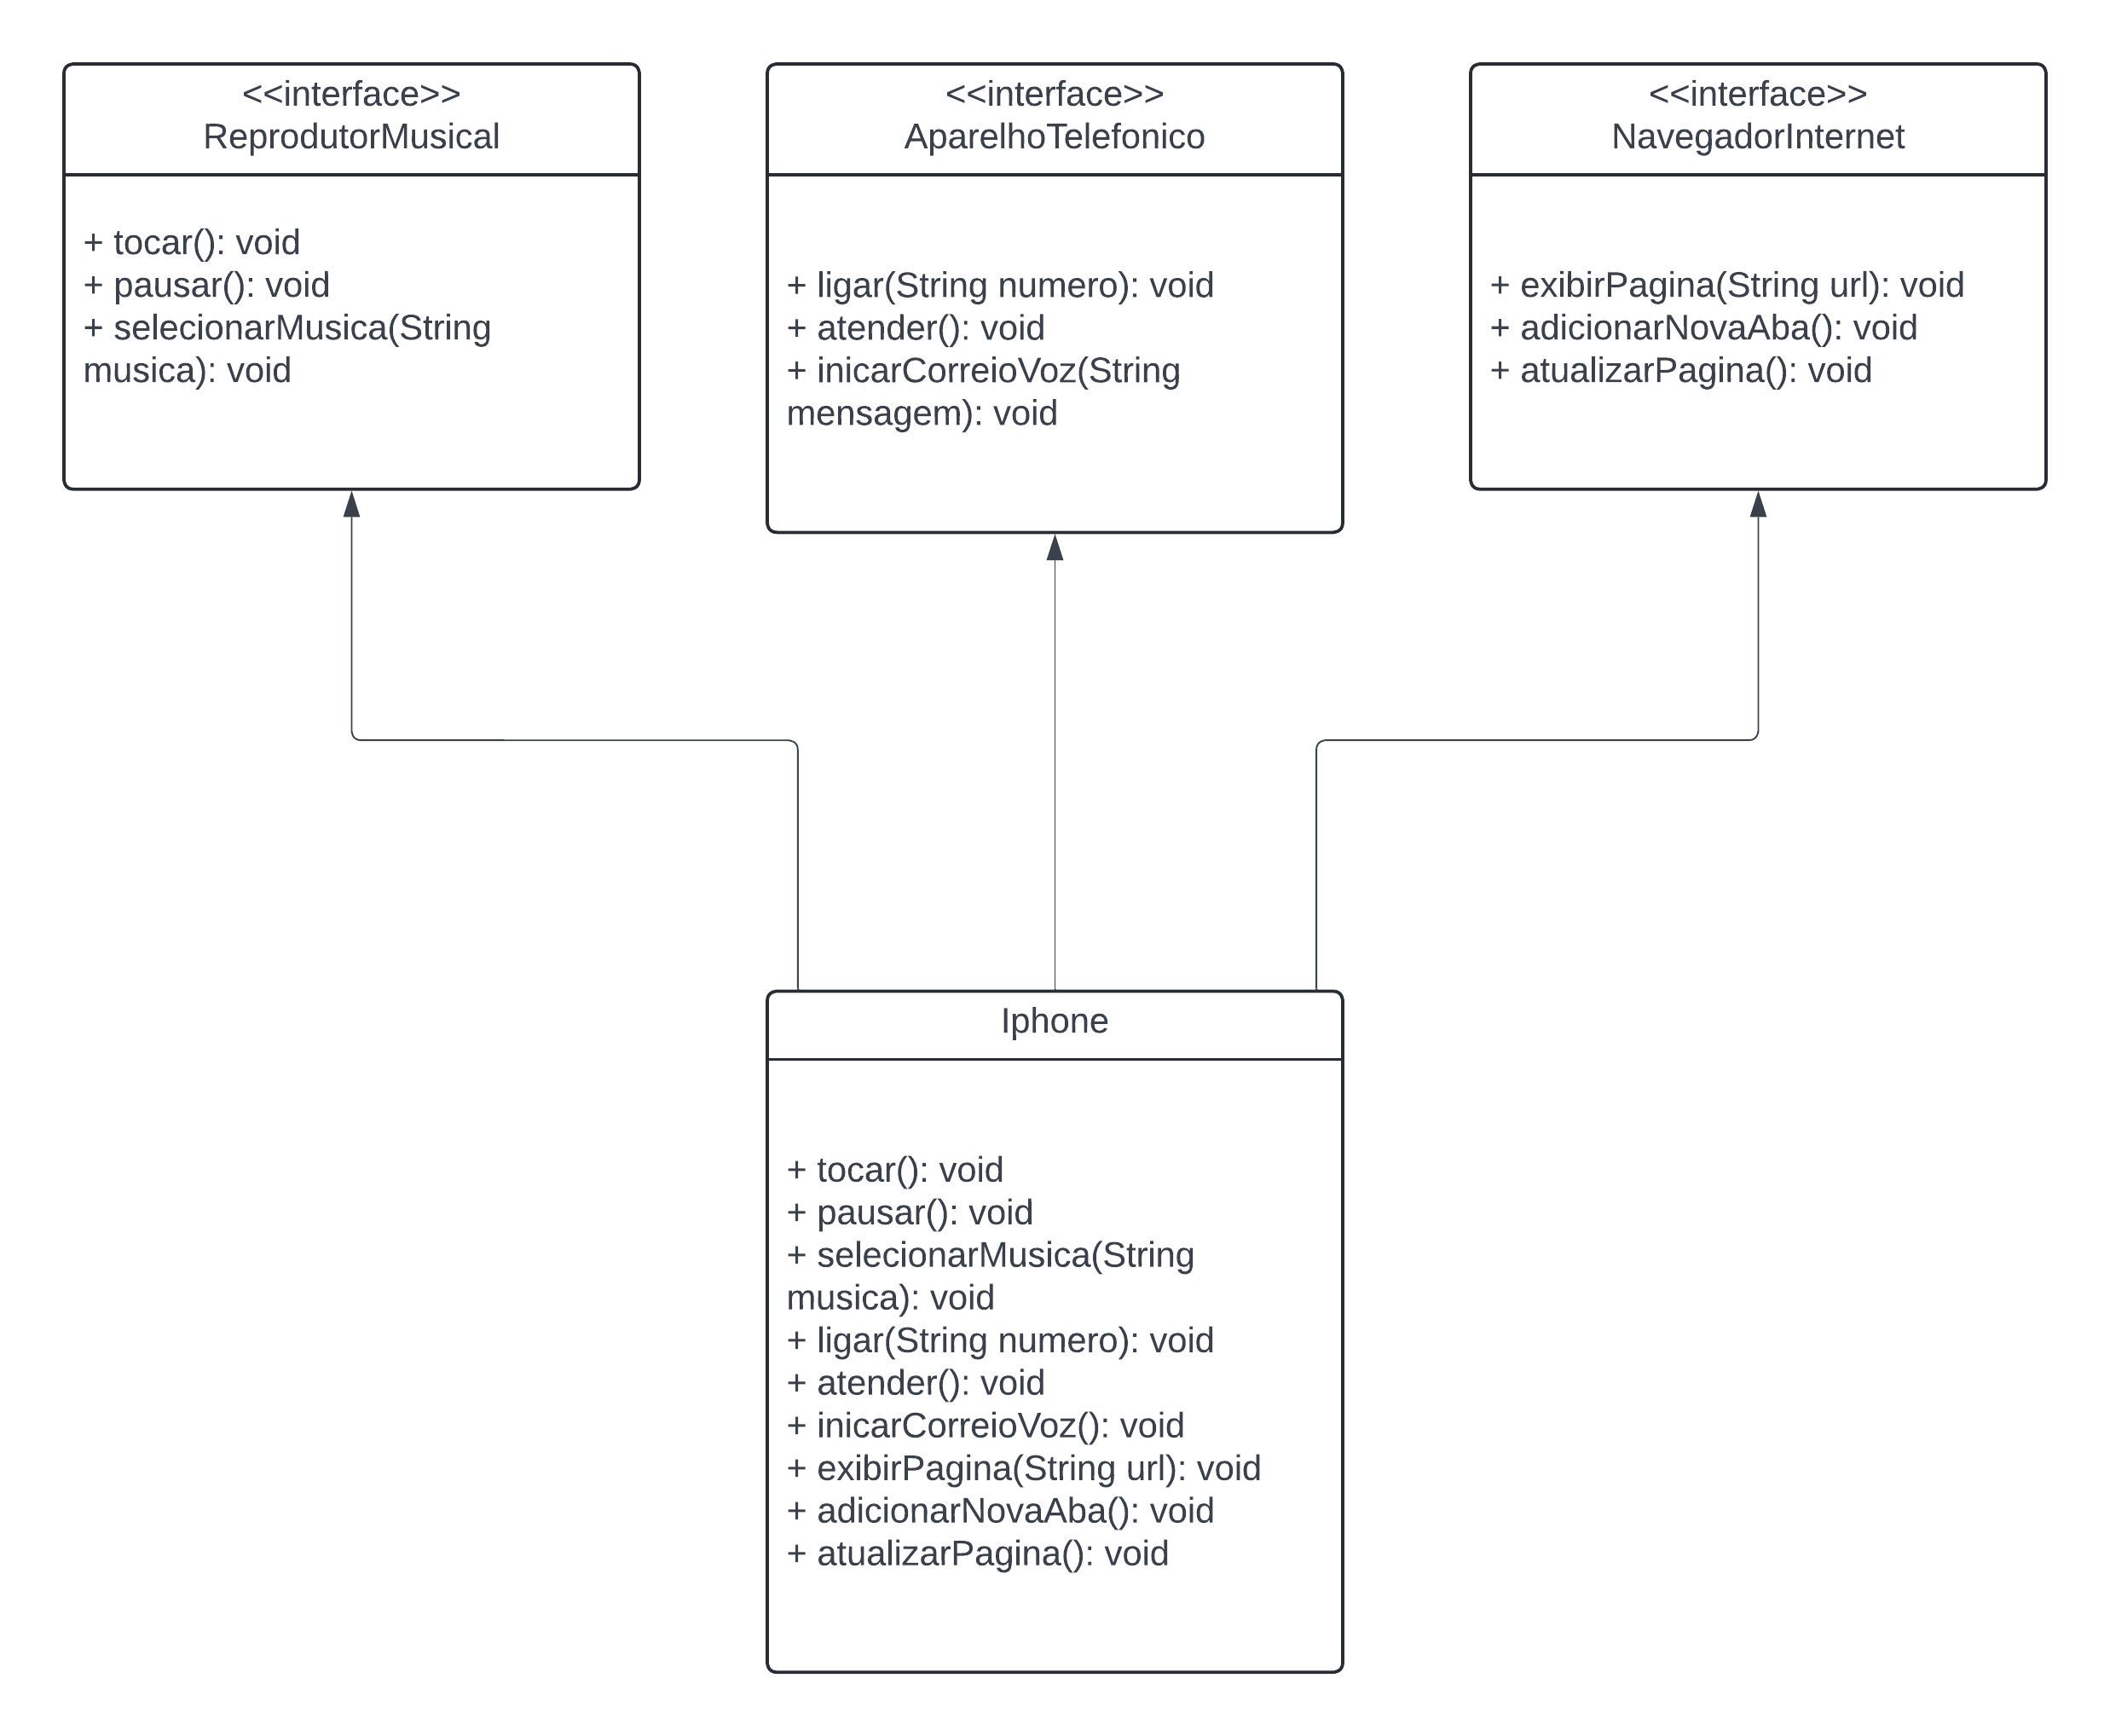 <<interface>>
ReprodutorMusical
+ tocar(): void
+ pausar(): void
+ selecionarMusica(String
musica): void
<<interface>>
AparelhoTelefonico
+ ligar(String numero): void
+ atender(): void
+ inicarCorreioVoz(String
mensagem): void
<<interface>>
NavegadorInternet
+ exibirPagina(String url): void
+ adicionarNovaAba(): void
+ atualizarPagina(): void
Iphone
+ tocar(): void
+ pausar(): void
+ selecionarMusica(String
musica): void
+ ligar(String numero): void
+ atender(): void
+ inicarCorreioVoz(): void
+ exibirPagina(String url): void
+ adicionarNovaAba(): void
+ atualizarPagina(): void